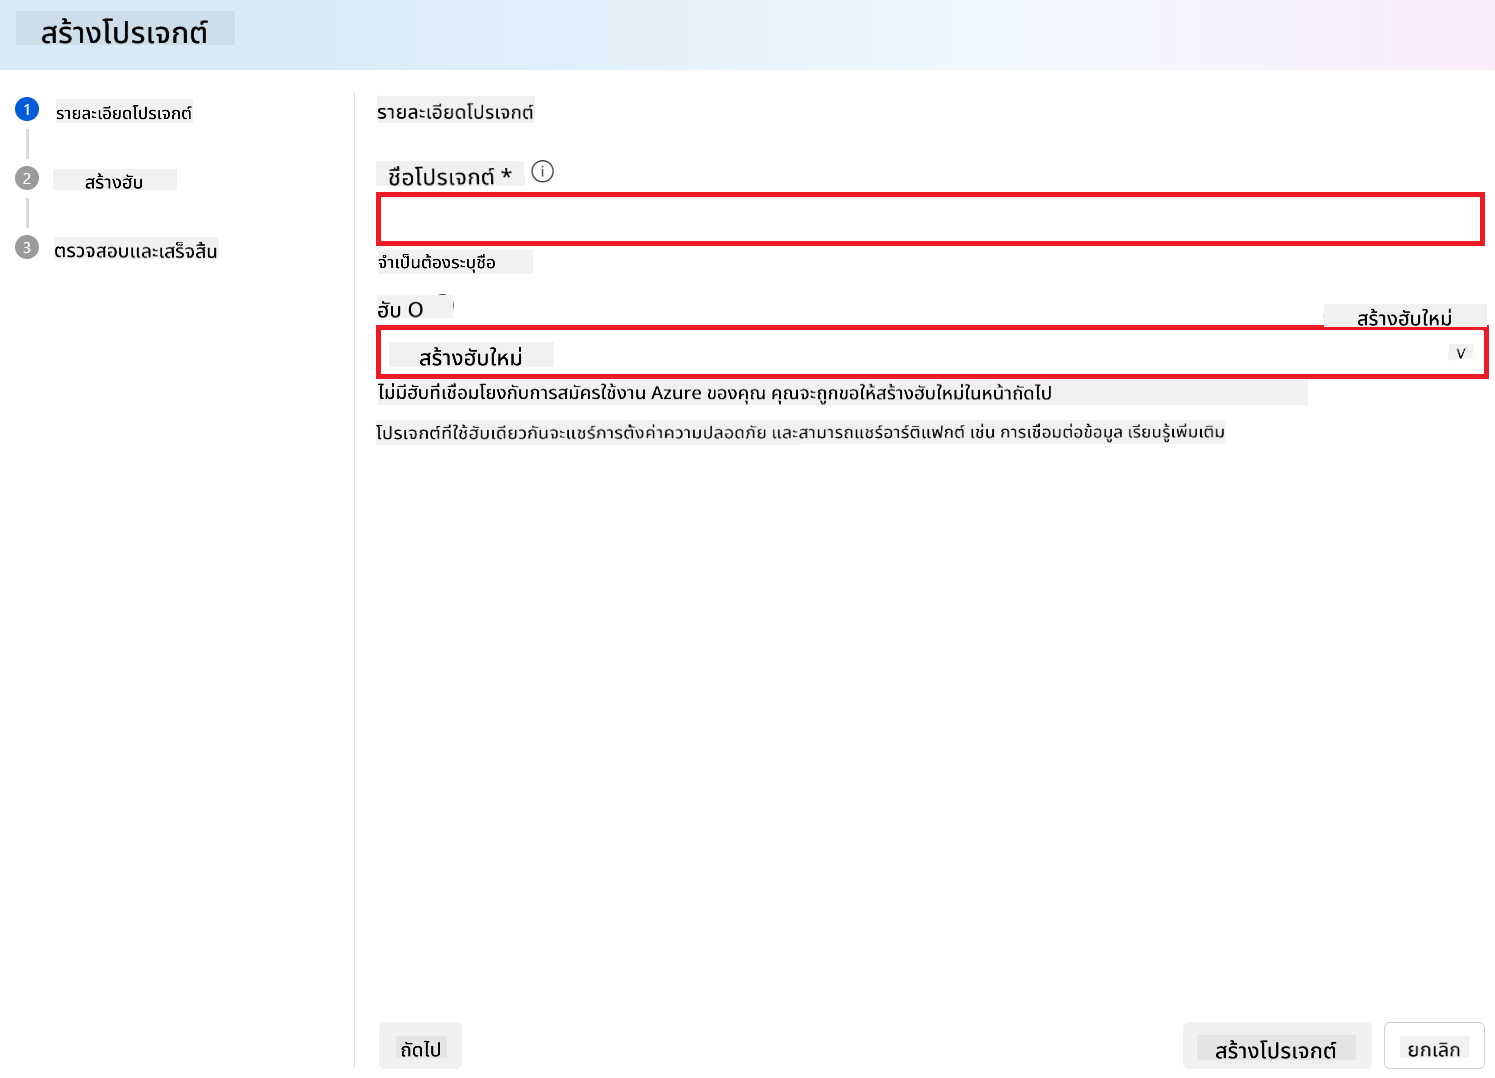 สร้างโปรเจกต์
1 รายละเอียดโปรเจกต์
2 สร้างฮับ
3 ตรวจสอบและเสร็จสิ้น
รายละเอียดโปรเจกต์
ชื่อโปรเจกต์ * i
จำเป็นต้องระบุชื่อ
ฮับ O
สร้างฮับใหม่
สร้างฮับใหม่ V
ไม่มีฮับที่เชื่อมโยงกับการสมัครใช้งาน Azure ของคุณ คุณจะถูกขอให้สร้างฮับใหม่ในหน้าถัดไป
โปรเจกต์ที่ใช้ฮับเดียวกันจะแชร์การตั้งค่าความปลอดภัย และสามารถแชร์อาร์ติแฟกต์ เช่น การเชื่อมต่อข้อมูล เรียนรู้เพิ่มเติม
ถัดไป
สร้างโปรเจกต์
ยกเลิก